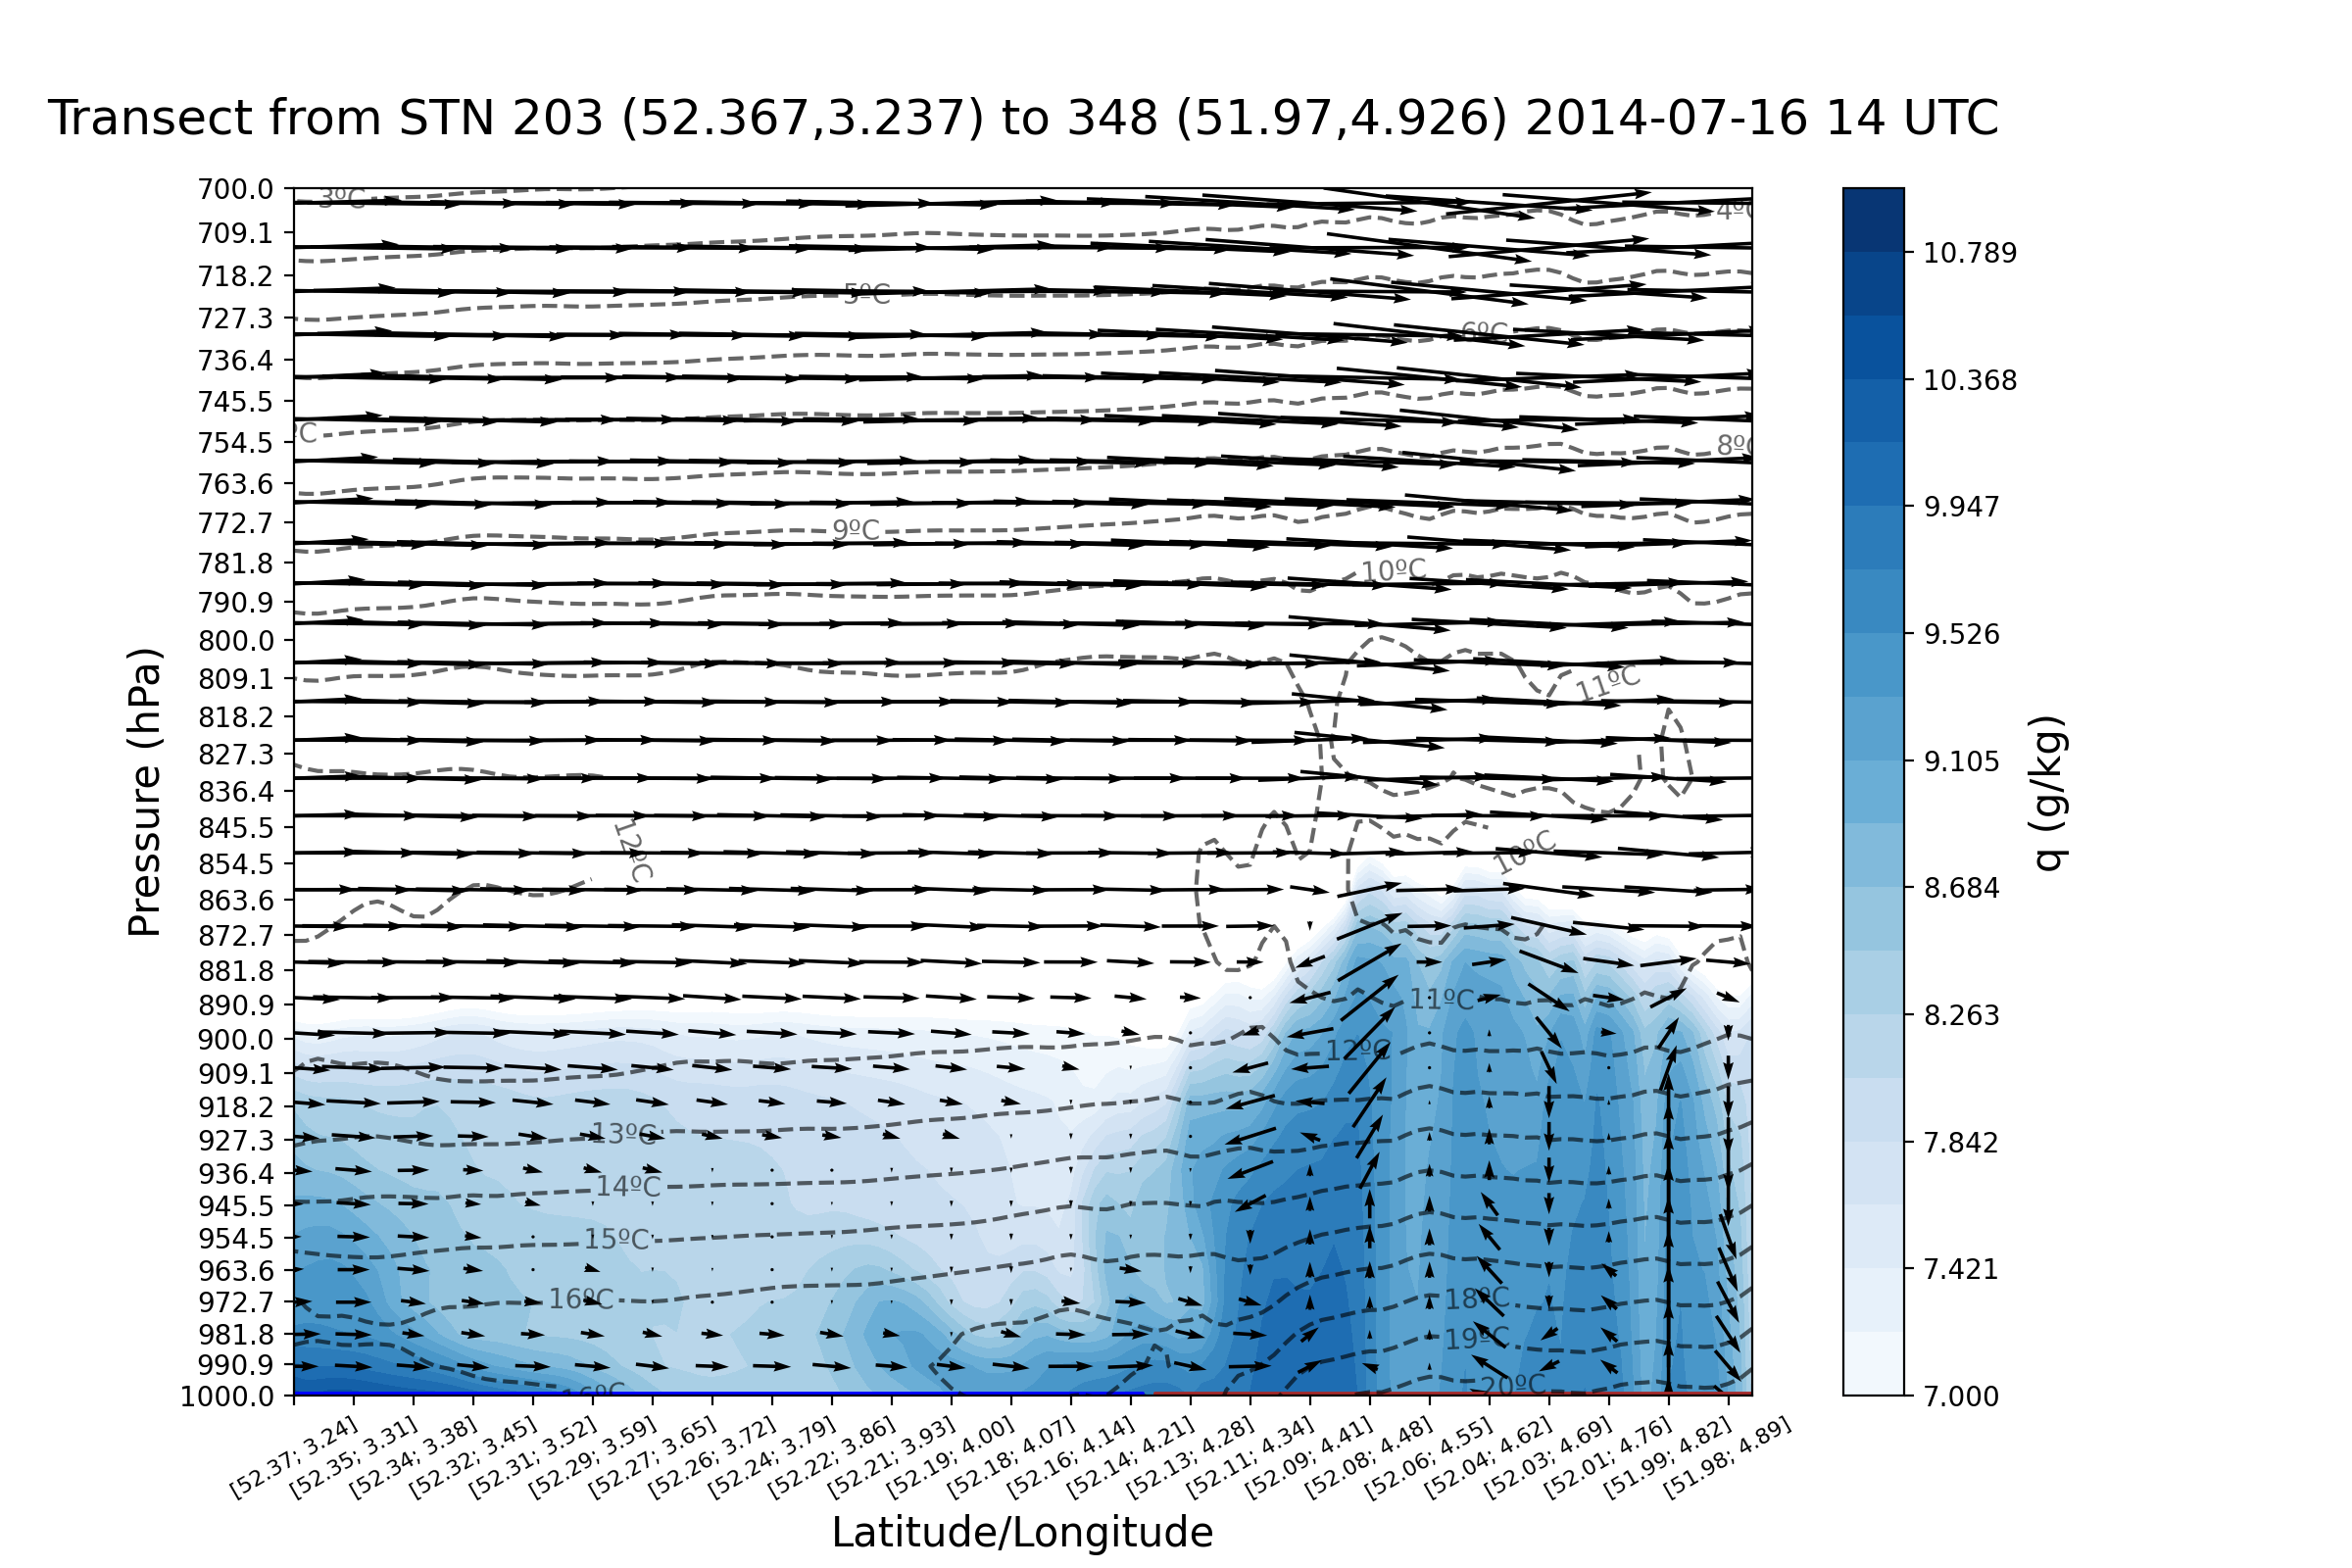 Transect from STN 203 (52.367,3.237) to 348 (51.97,4.926) 2014-07-16 14 UTC
700.0
709.1
718.2
727.3
736.4
745.5
754.5
763.6
772.7
781.8
790.9
800.0
809.1
818.2
827.3
836.4
845.5
854.5
863.6
872.7
881.8
890.9
900.0
909.1
918.2
927.3
936.4
945.5
954.5
963.6
972.7
981.8
990.9
1000.0
Pressure (hPa)
3ºC
4º
5ºC
6ºC
ºC
8º
9ºC
10ºC
11ºC
12ºC
10ºC
11ºC
12ºC
13ºC
14ºC
15ºC
16ºC
18ºC
19ºC
16ºC
20ºC
[52.37; 3.24]
[52.35; 3.31]
[52.34; 3.38]
[52.32; 3.45]
[52.31; 3.52]
[52.29; 3.59]
[52.27; 3.65]
[52.26; 3.72]
[52.24; 3.79]
[52.22; 3.86]
[52.21; 3.93]
[52.19; 4.00]
[52.18; 4.07]
[52.16; 4.14]
[52.14; 4.21]
[52.13; 4.28]
[52.11; 4.34]
[52.09; 4.41]
[52.08; 4.48]
[52.06; 4.55]
[52.04; 4.62]
[52.03; 4.69]
[52.01; 4.76]
[51.99; 4.82]
[51.98; 4.89]
Latitude/Longitude
10.789
10.368
9.947
9.526
9.105
8.684
8.263
7.842
7.421
7.000
q (g/kg)